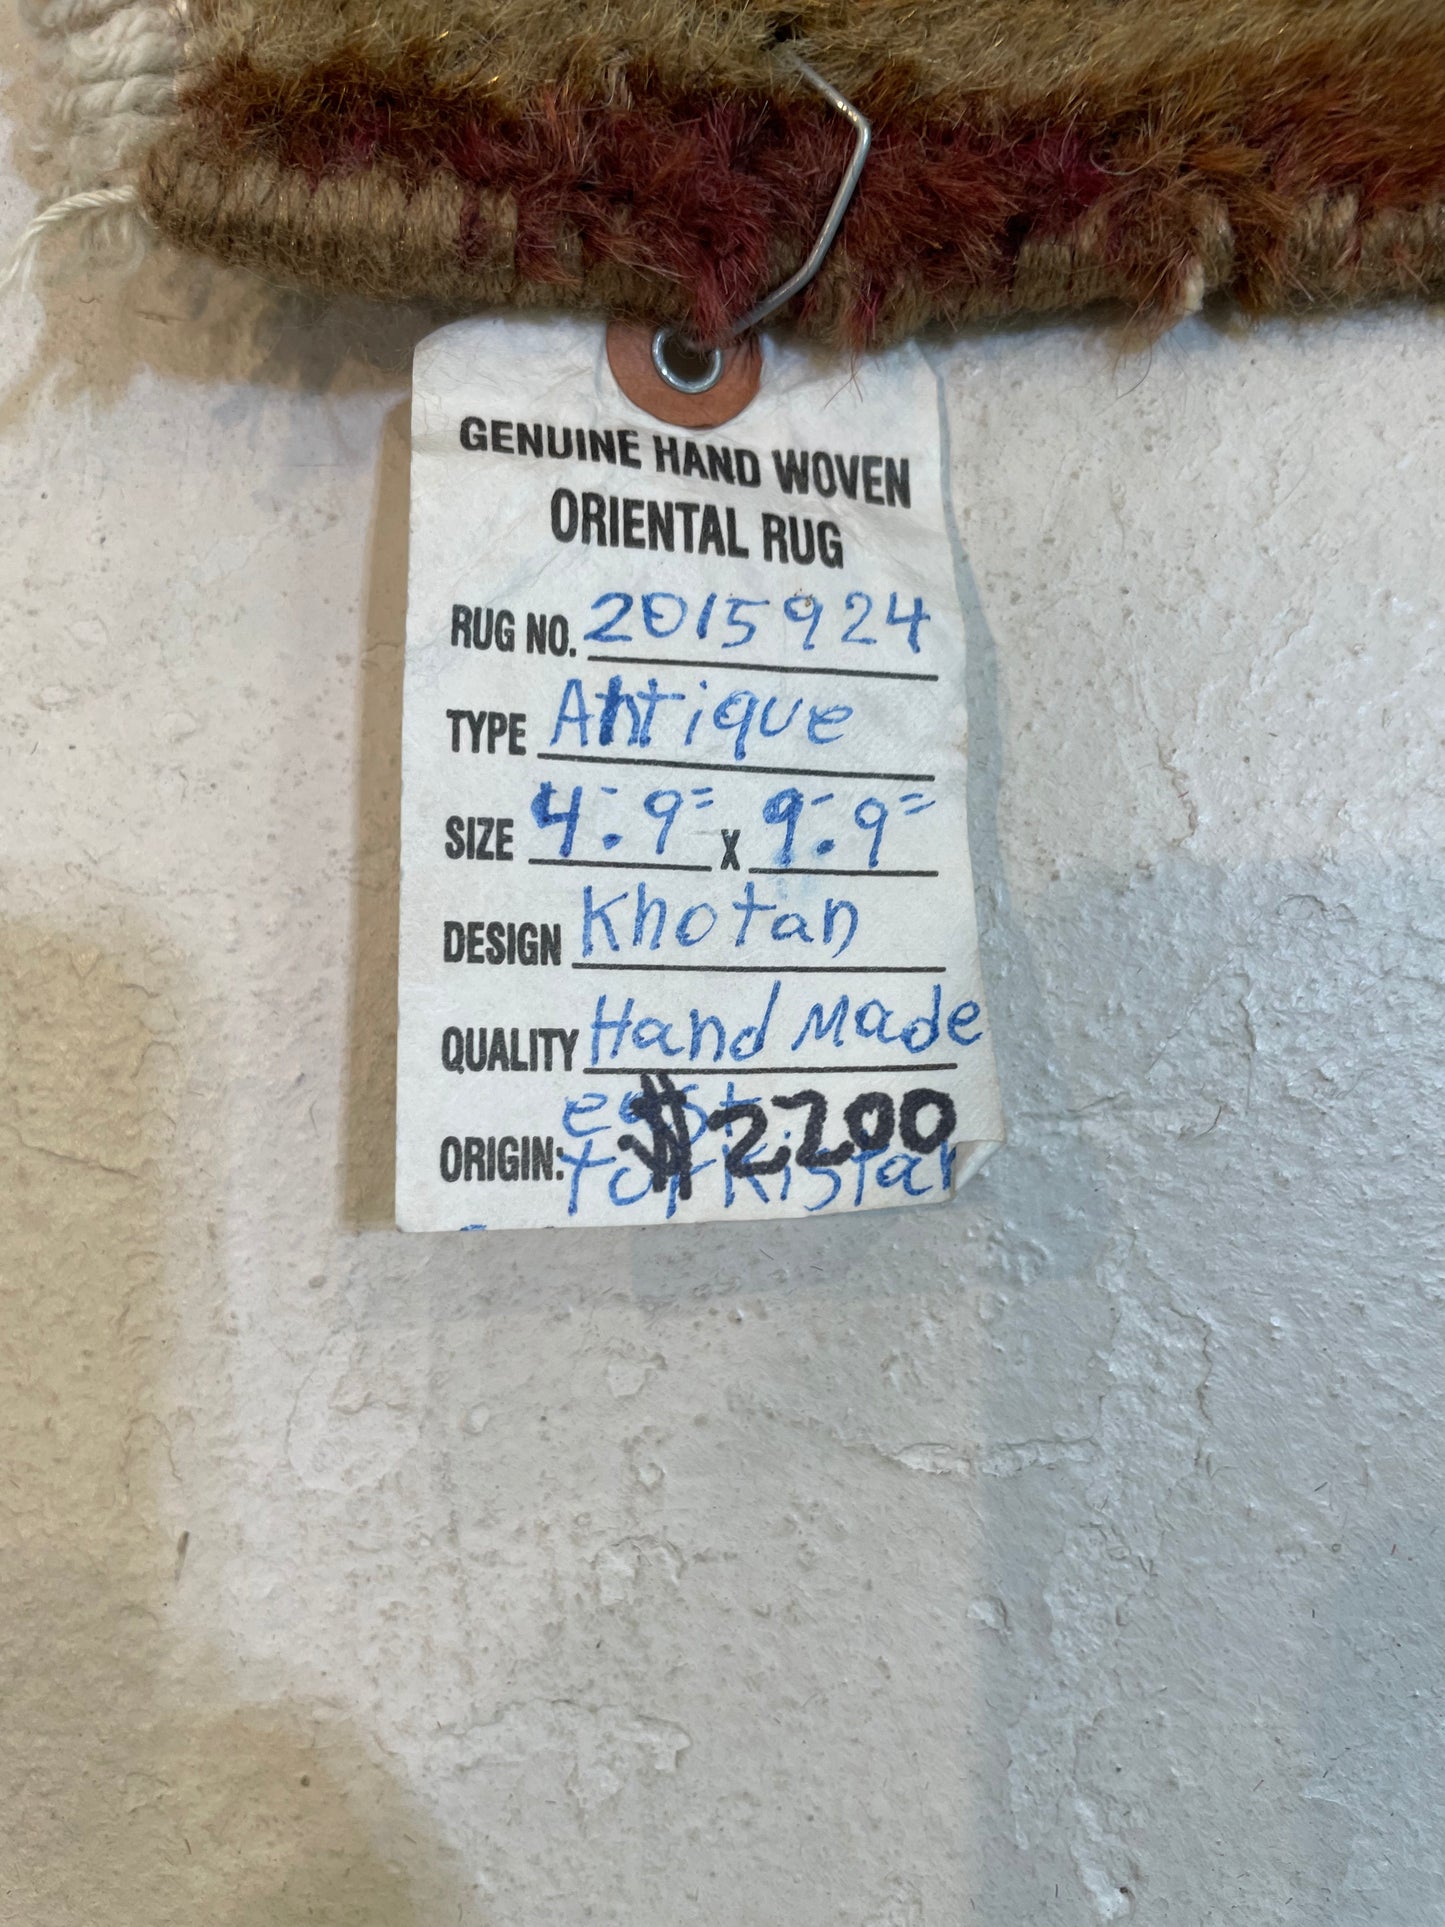 GENUINE HAND WOVEN
ORIENTAL RUG
RUG NO. 2015924
TYPE Antique
SIZE 4'.9" x 9'.9"
DESIGN Khotan
QUALITY Hand Made
east $2200
ORIGIN: torkistan